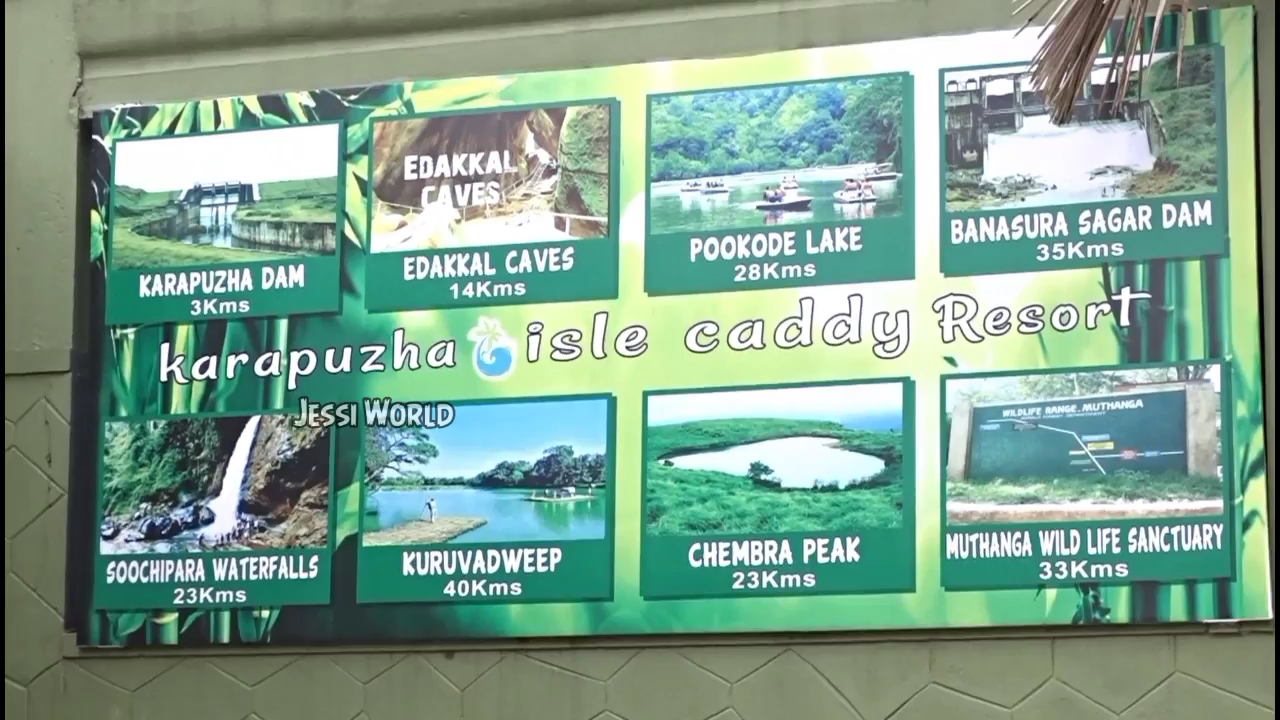 KARAPUZHA DAM
3Kms
EDAKKAL
CAVES
EDAKKAL CAVES
14Kms
POOKODE LAKE
28Kms
BANASURA SAGAR DAM
35Kms
karapuzha isle caddy Resort
JESSI WORLD
SOOCHIPARA WATERFALLS
23Kms
KURUVADWEEP
40Kms
CHEMBRA PEAK
23Kms
WILDLIFE RANGE, MUTHANGA
MUTHANGA WILD LIFE SANCTUARY
33Kms